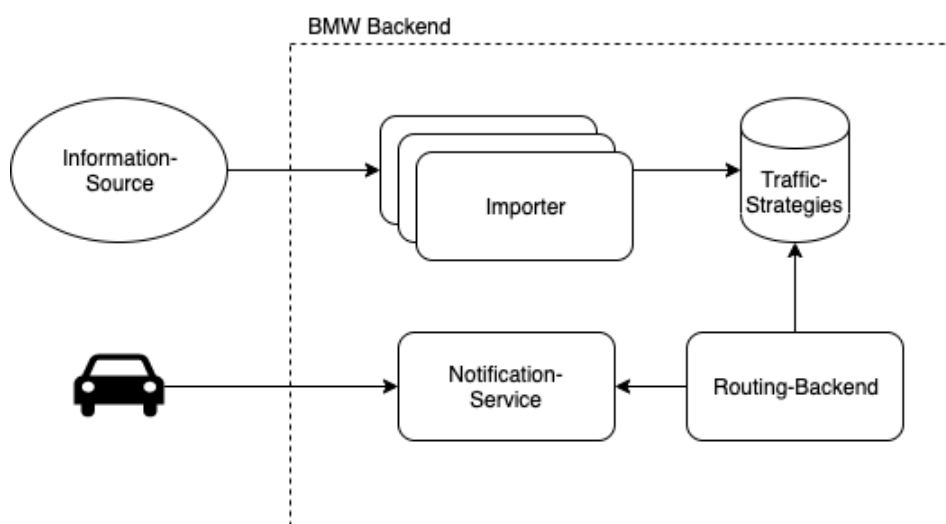 BMW Backend
Information-
Source
Importer
Traffic-
Strategies
Notification-
Service
Routing-Backend